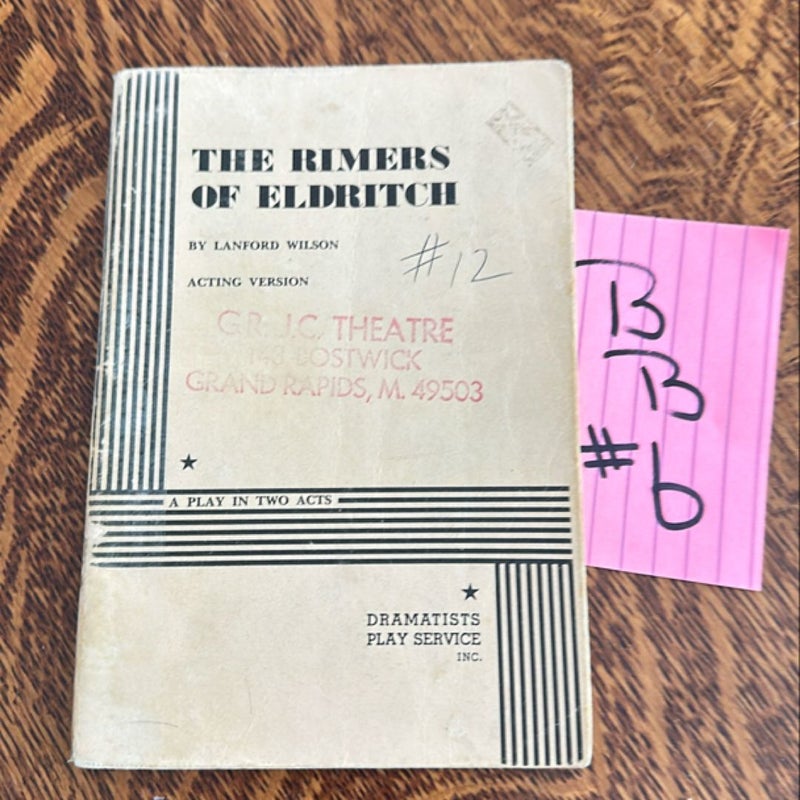 THE RIMERS
OF ELDRITCH
BY LANFORD WILSON
#12
ACTING VERSION
G.R. J.C. THEATRE
143 BOSTWICK
GRAND RAPIDS, M. 49503
A PLAY IN TWO ACTS
DRAMATISTS
PLAY SERVICE
INC.
B
B
#6